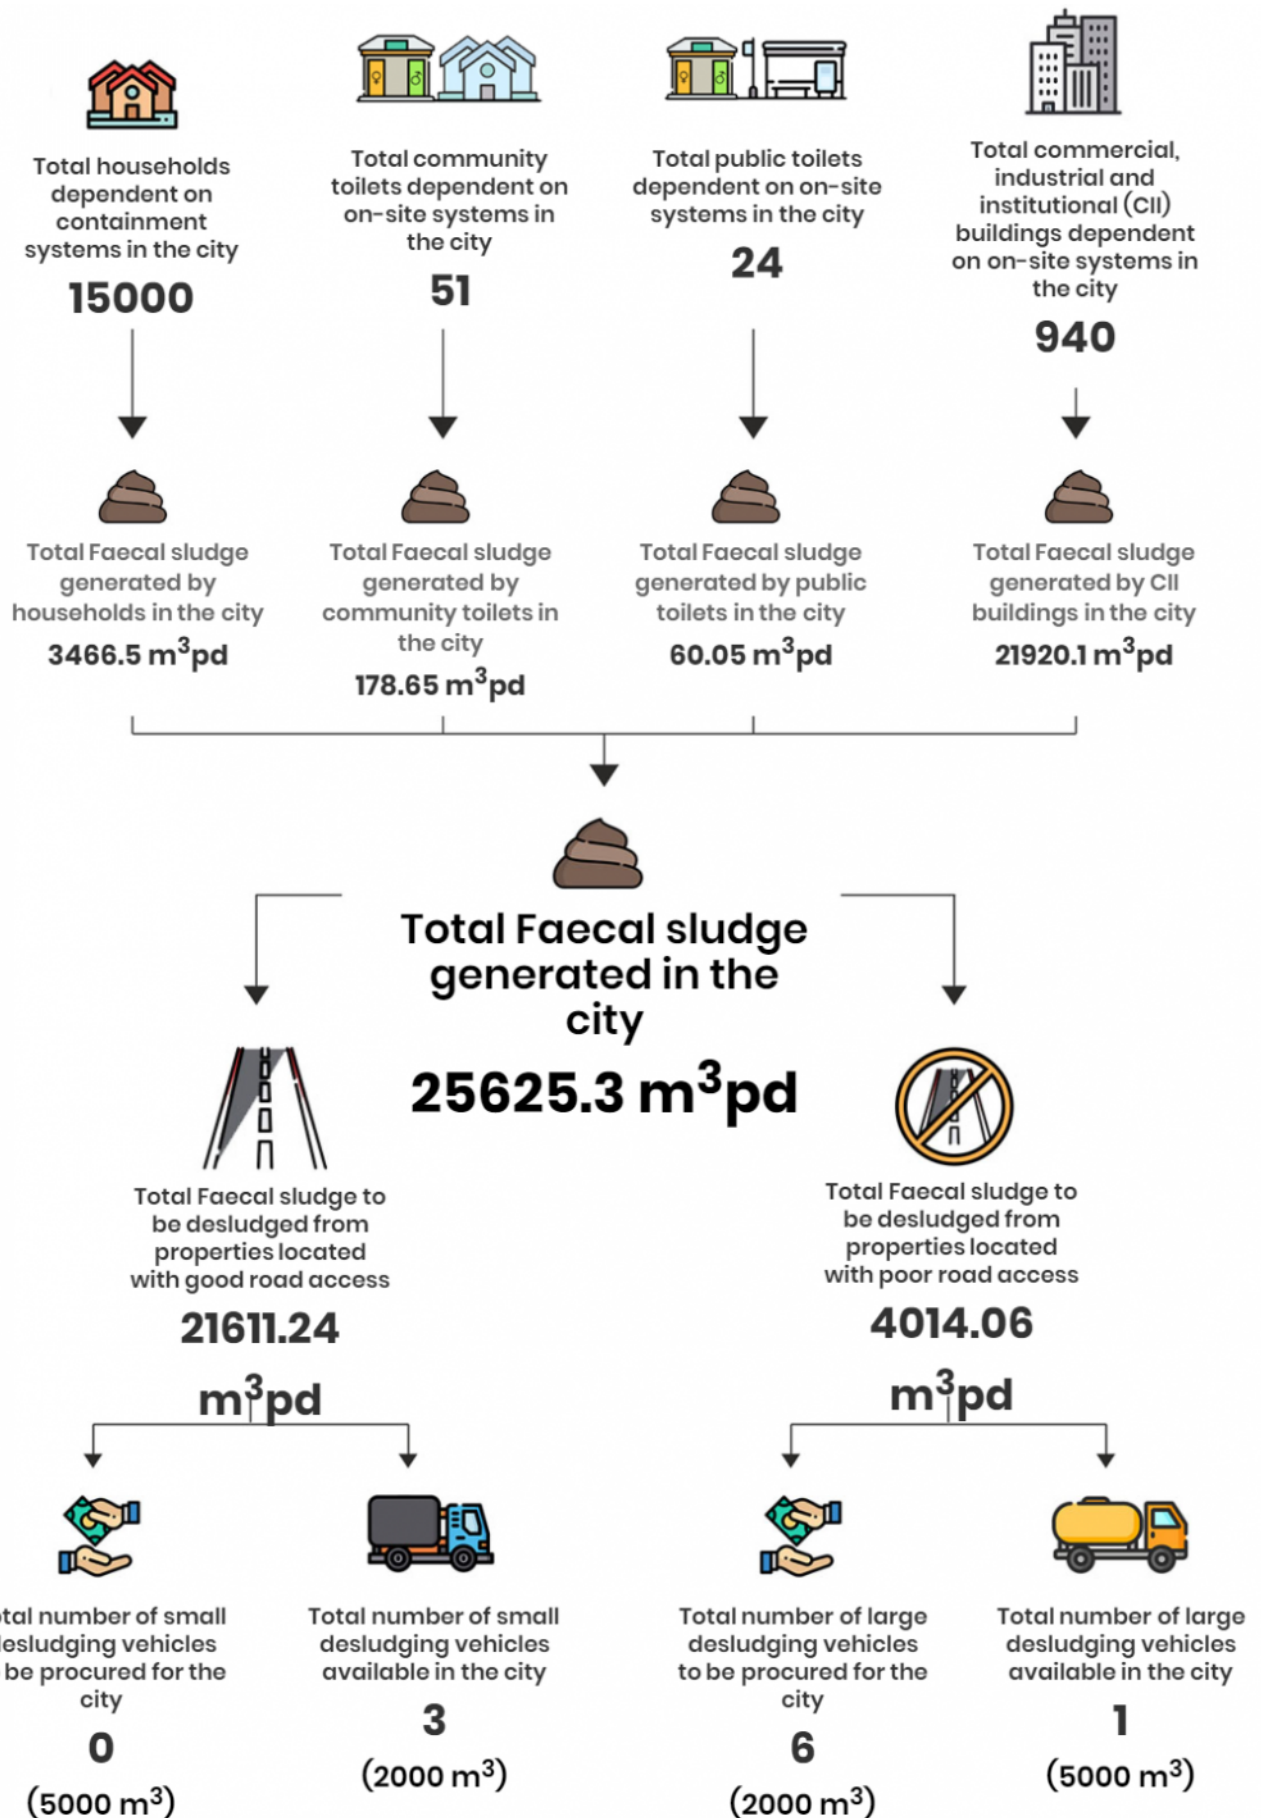 Total households
dependent on
containment
systems in the city
15000
Total community
toilets dependent on
on-site systems in
the city
51
Total public toilets
dependent on on-site
systems in the city
24
Total commercial,
industrial and
institutional (CII)
buildings dependent
on on-site systems in
the city
940
Total Faecal sludge
generated by
households in the city
3466.5 m³pd
Total Faecal sludge
generated by
community toilets in
the city
178.65 m³pd
Total Faecal sludge
generated by public
toilets in the city
60.05 m³pd
Total Faecal sludge
generated by CII
buildings in the city
21920.1 m³pd
Total Faecal sludge
generated in the
city
25625.3 m³pd
Total Faecal sludge to
be desludged from
properties located
with good road access
21611.24
m³pd
Total Faecal sludge to
be desludged from
properties located
with poor road access
4014.06
m³pd
number of small
vehicles
be procured for the
city
0
(5000 m³)
Total number of small
desludging vehicles
available in the city
3
(2000 m³)
Total number of large
desludging vehicles
to be procured for the
city
6
(2000 m³)
Total number of large
desludging vehicles
available in the city
1
(5000 m³)